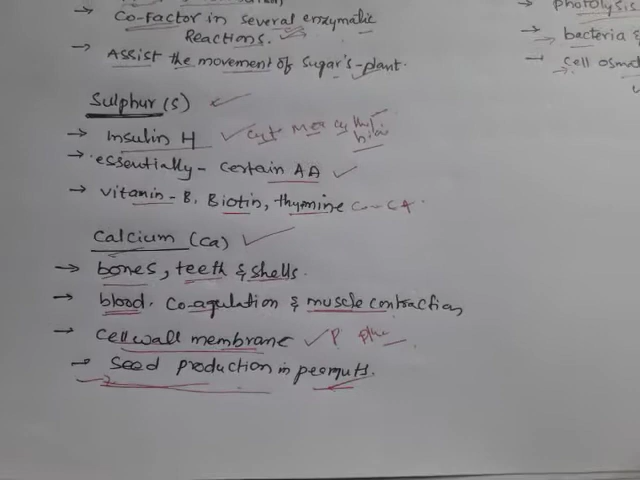 → Co-Factor in several enzymatic
Reactions.
→ Assist the movement of sugar's-plant.
Sulphur (S)
→ Insulin H
→ essentially - certain AA
→ vitamin - B, Biotin, thymine
Calcium (Ca)
→ bones, teeth & shells.
→ blood. Co-agulation & muscle contraction,
→ Cell wall membrane P
→ Seed production in peanuts.
photolysis
→ bacteria &
→ cell osmo